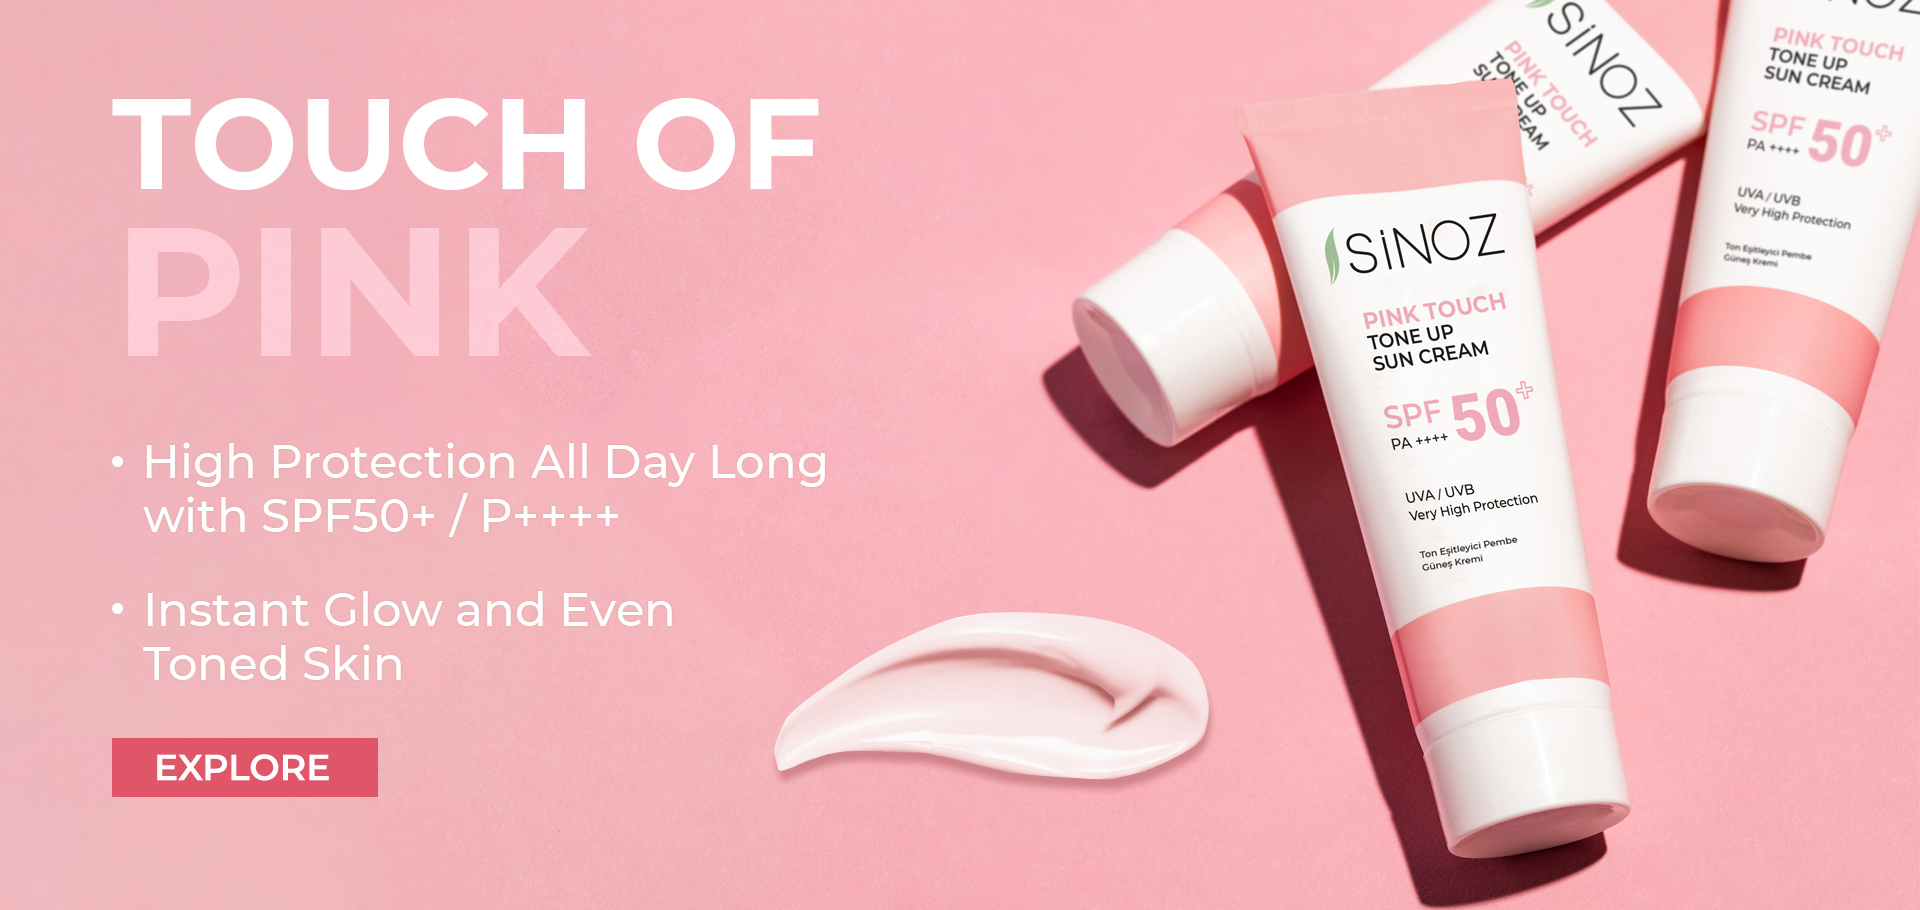 TOUCH OF
PINK
• High Protection All Day Long
with SPF50+ / P++++
• Instant Glow and Even
Toned Skin
EXPLORE
SiNOZ
PINK TOUCH
TONE UP
SUN CREAM
SPF 50+
PA ++++
UVA / UVB
Very High Protection
Ton Eşitleyici Pembe
Güneş Kremi
SiNOZ
PINK TOUCH
TONE UP
PINK TOUCH
TONE UP
SUN CREAM
SPF 50+
PA ++++
UVA / UVB
Very High Protection
Ton Eşitleyici Pembe
Güneş Kremi